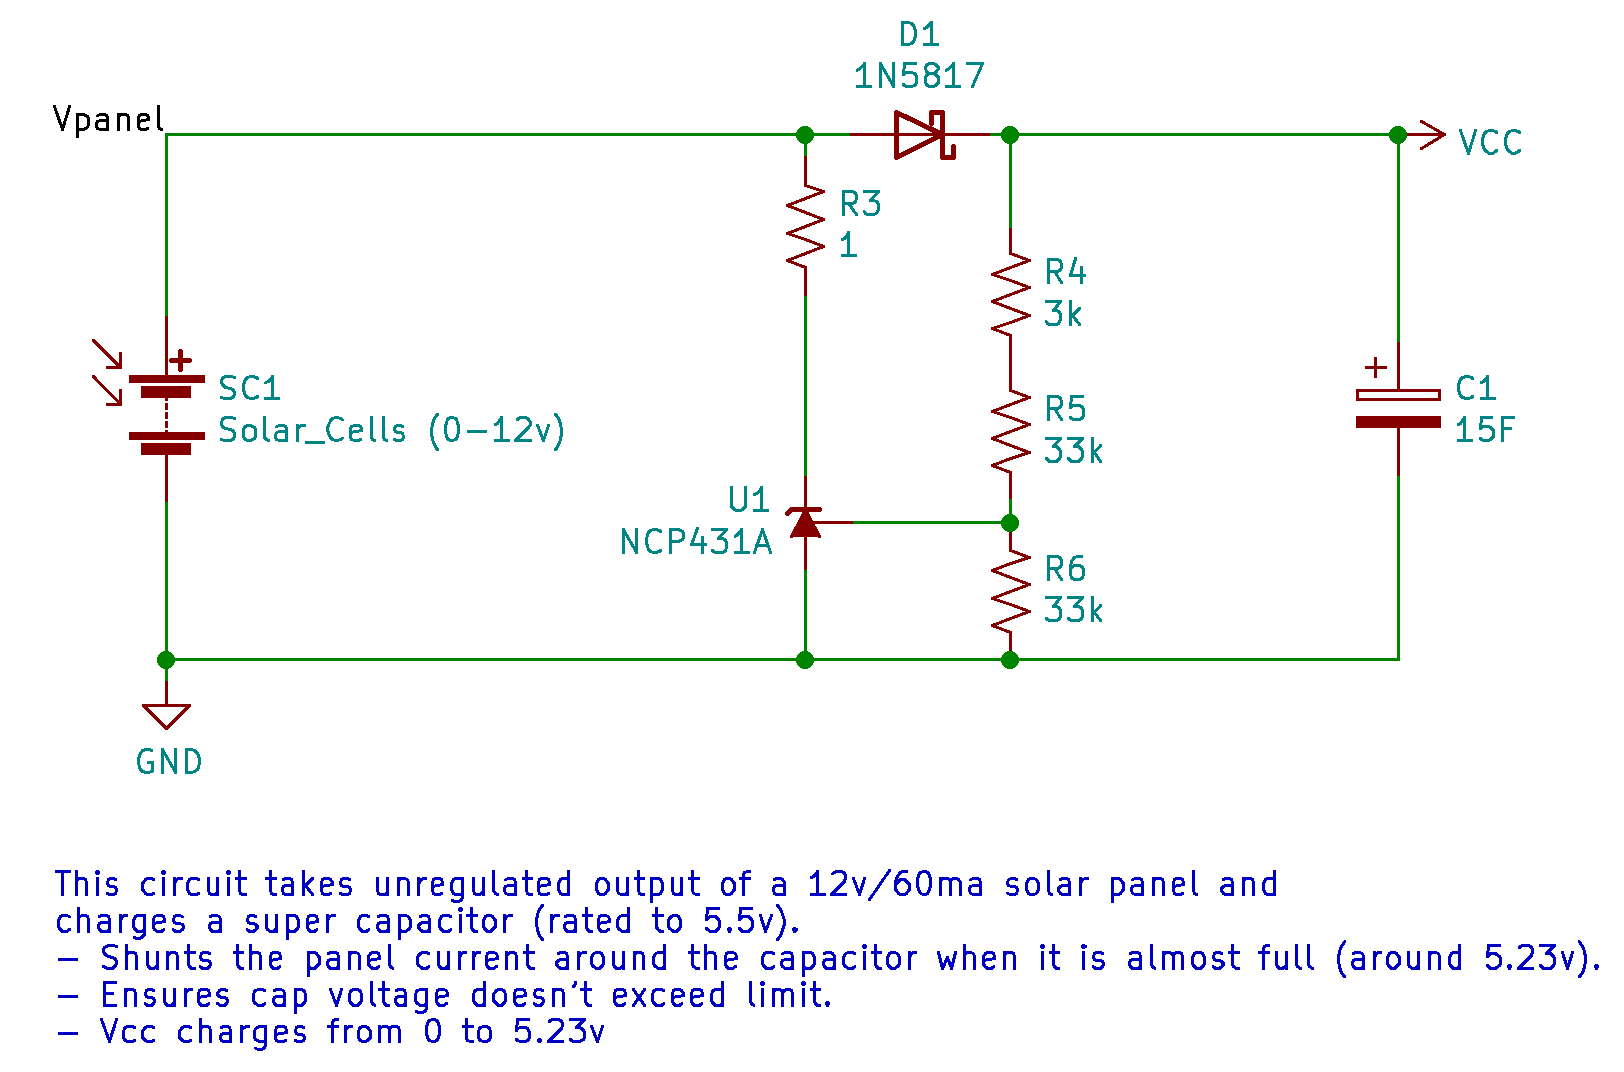 D1
1N5817
Vpanel
VCC
R3
1
R4
3k
+
SC1
Solar_Cells (0-12v)
+
C1
15F
R5
33k
U1
NCP431A
R6
33k
GND
This circuit takes unregulated output of a 12v/60ma solar panel and
charges a super capacitor (rated to 5.5v).
- Shunts the panel current around the capacitor when it is almost full (around 5.23v).
- Ensures cap voltage doesn't exceed limit.
- Vcc charges from 0 to 5.23v